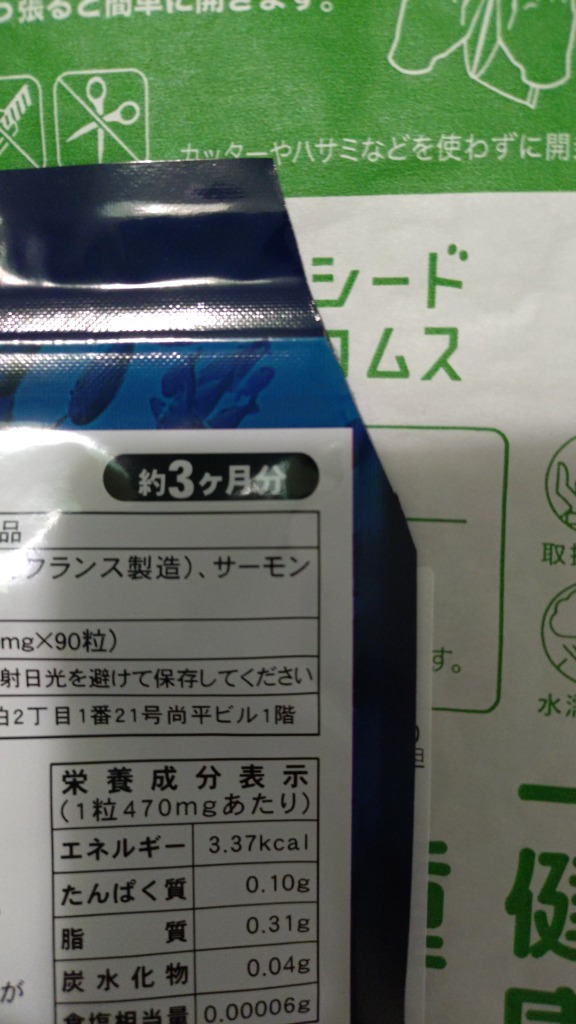 っ張ると簡単に開きます。
カッターやハサミなどを使わずに開
シード
コムス
約3ヶ月分
品
フランス製造)、サーモン
mg×90粒)
射日光を避けて保存してください
泊2丁目1番21号尚平ビル1階
取扱
す。
水濡
栄養成分表示
(1粒470mgあたり)
エネルギー 3.37kcal
たんぱく質 0.10g
脂質 0.31g
炭水化物 0.04g
食塩相当量 0.00006g
健
が